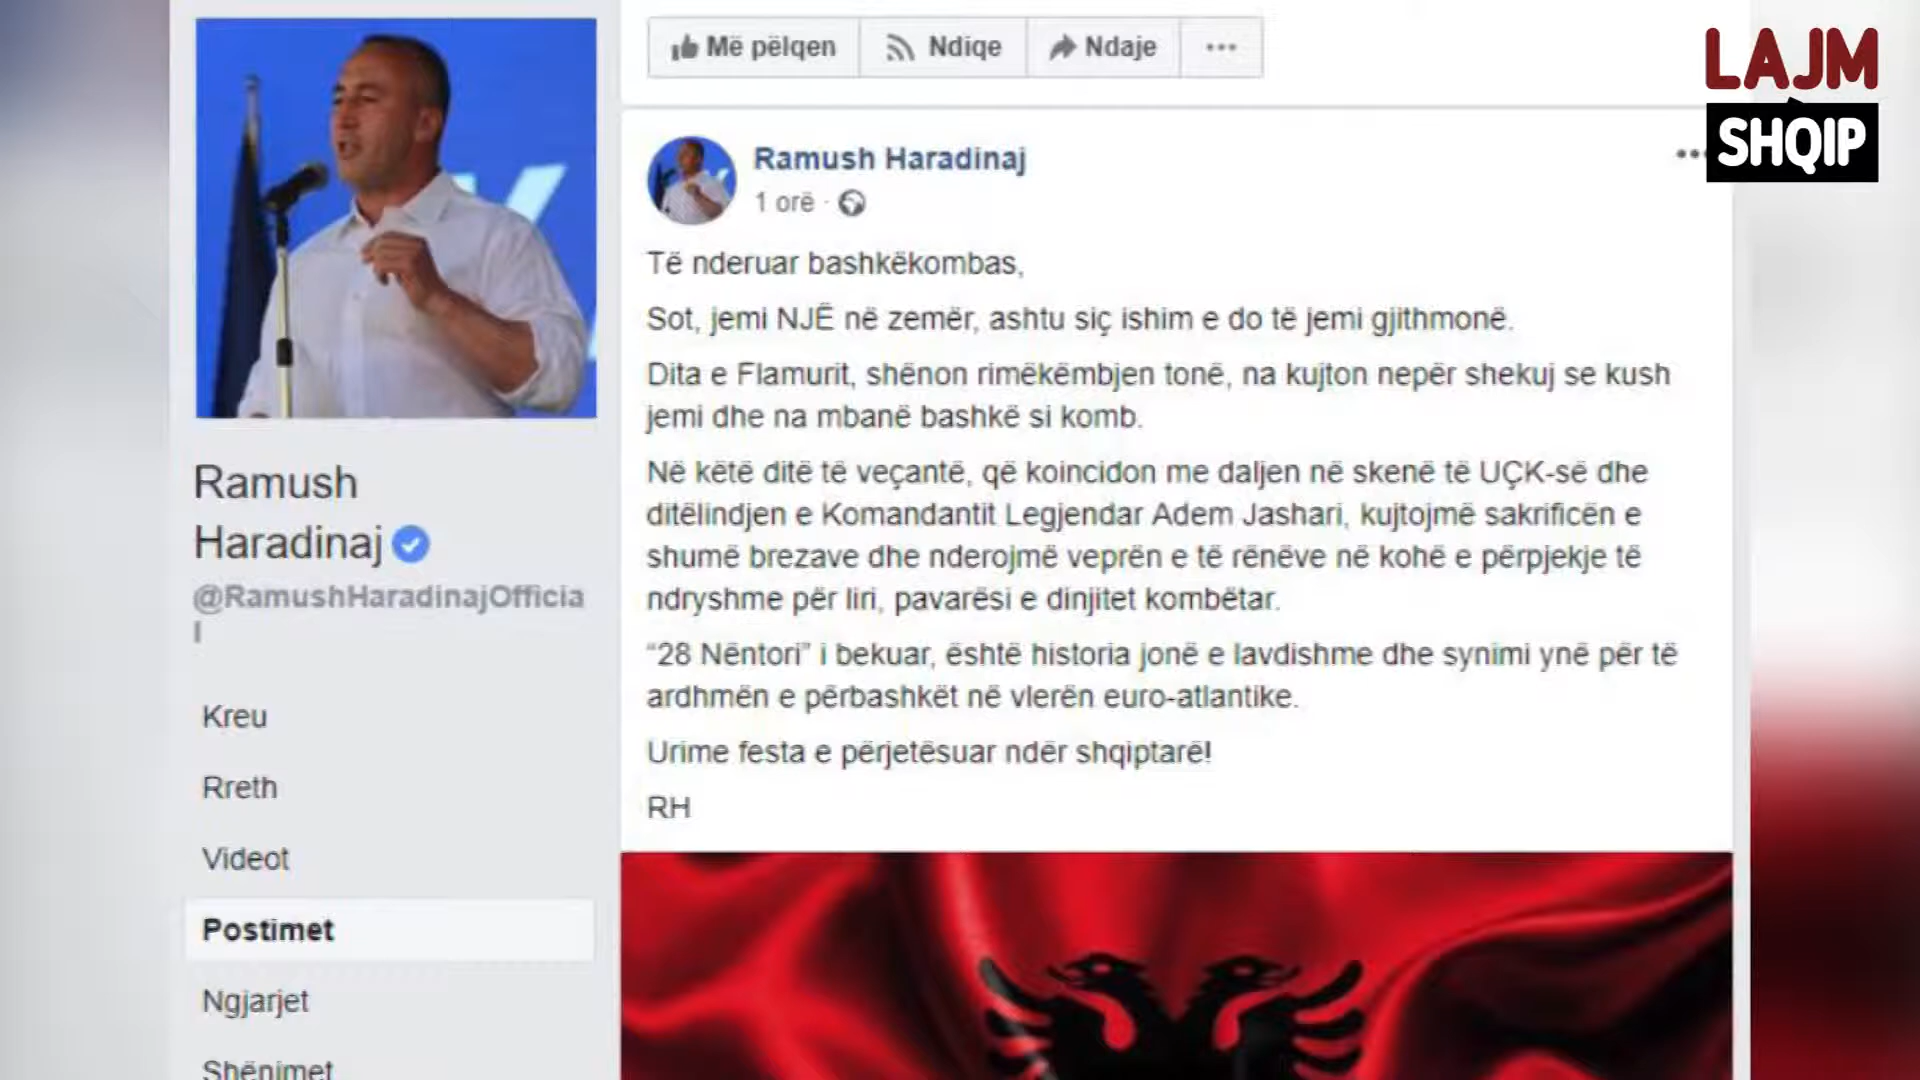 Më pëlqen
Ndiqe
Ndaje
LAJM
SHQIP
Ramush Haradinaj
1 orë ·
Të nderuar bashkëkombas,
Sot, jemi NJË në zemër, ashtu siç ishim e do të jemi gjithmonë.
Dita e Flamurit, shënon rimëkëmbjen tonë, na kujton nepër shekuj se kush
jemi dhe na mbanë bashkë si komb.
Në këtë ditë të veçantë, që koincidon me daljen në skenë të UÇK-së dhe
ditëlindjen e Komandantit Legjendar Adem Jashari, kujtojmë sakrificën e
shumë brezave dhe nderojmë veprën e të rënëve në kohë e përpjekje të
ndryshme për liri, pavarësi e dinjitet kombëtar.
“28 Nëntori” i bekuar, është historia jonë e lavdishme dhe synimi ynë për të
ardhmën e përbashkët në vlerën euro-atlantike.
Urime festa e përjetësuar ndër shqiptarë!
RH
Ramush
Haradinaj
@RamushHaradinajOfficia
l
Kreu
Rreth
Videot
Postimet
Ngjarjet
Shënimet